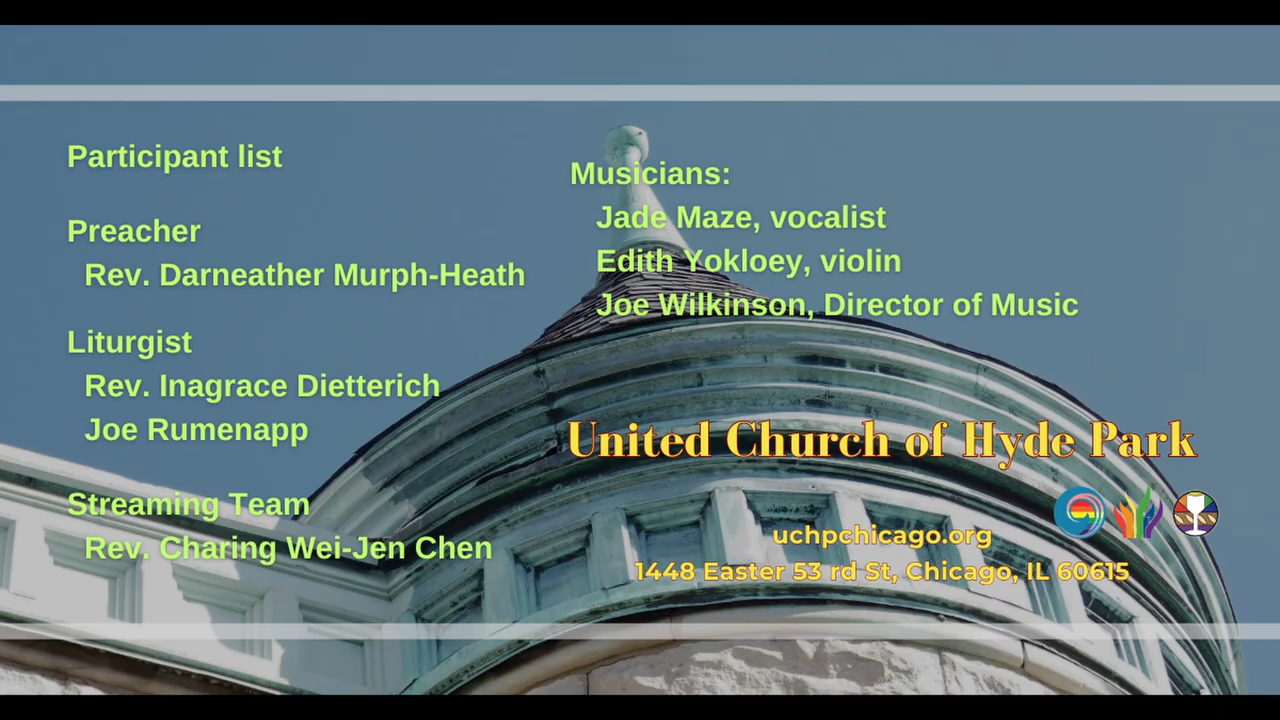 Participant list
Preacher
Rev. Darneather Murph-Heath
Liturgist
Rev. Inagrace Dietterich
Joe Rumenapp
Streaming Team
Rev. Charing Wei-Jen Chen
Musicians:
Jade Maze, vocalist
Edith Yokloey, violin
Joe Wilkinson, Director of Music
United Church of Hyde Park
uchpchicago.org
1448 Easter 53 rd St, Chicago, IL 60615